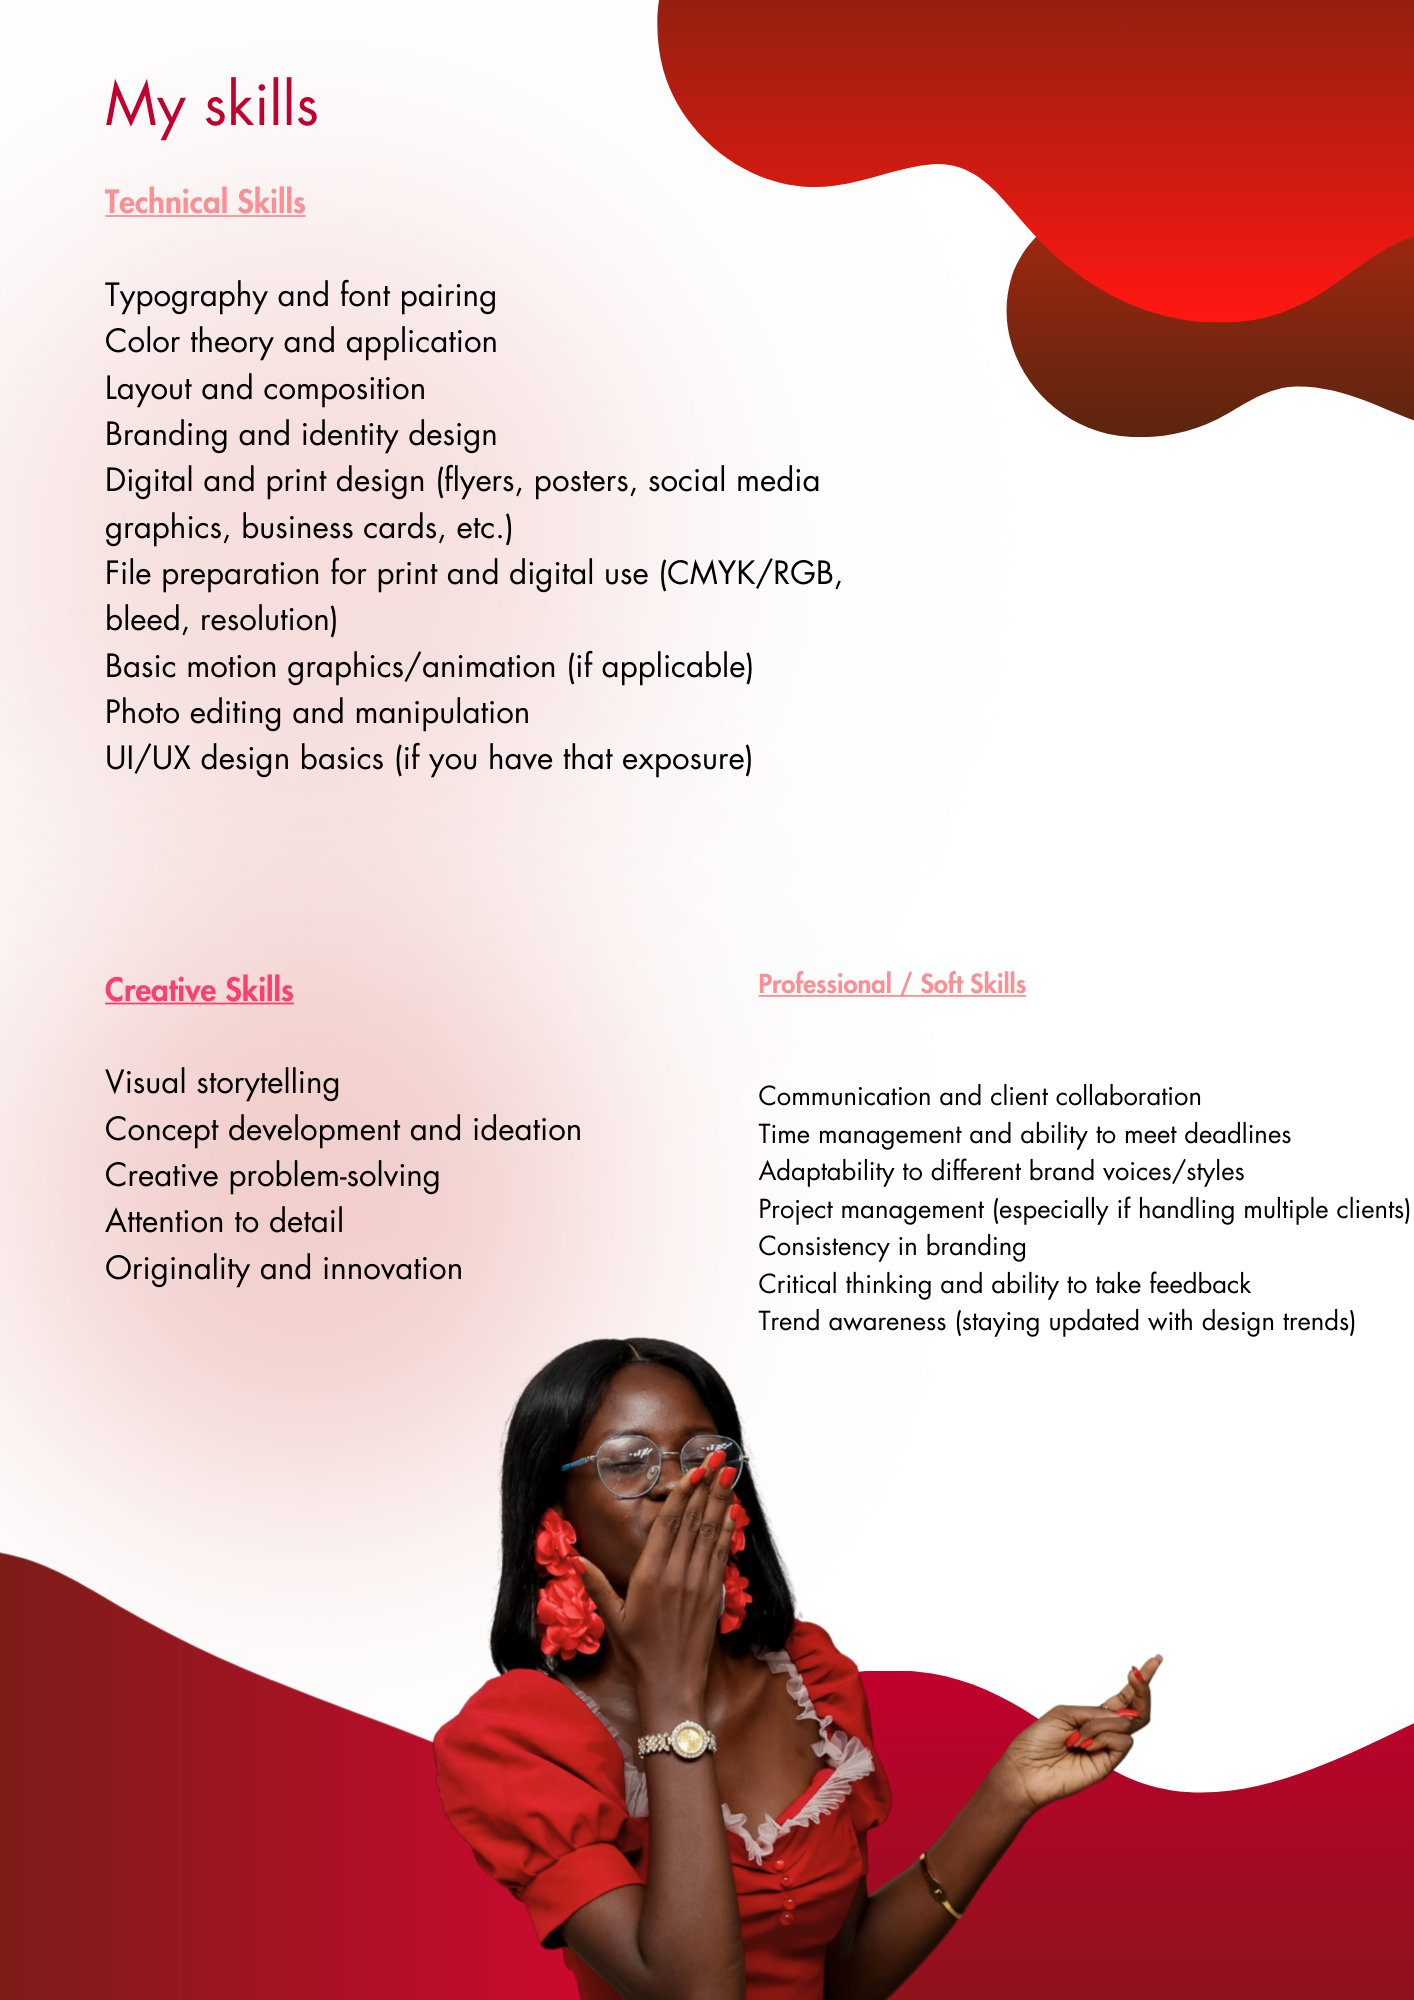 My skills
Technical Skills
Typography and font pairing
Color theory and application
Layout and composition
Branding and identity design
Digital and print design (flyers, posters, social media
graphics, business cards, etc.)
File preparation for print and digital use (CMYK/RGB,
bleed, resolution)
Basic motion graphics/animation (if applicable)
Photo editing and manipulation
UI/UX design basics (if you have that exposure)
Creative Skills
Visual storytelling
Concept development and ideation
Creative problem-solving
Attention to detail
Originality and innovation
Professional / Soft Skills
Communication and client collaboration
Time management and ability to meet deadlines
Adaptability to different brand voices/styles
Project management (especially if handling multiple clients)
Consistency in branding
Critical thinking and ability to take feedback
Trend awareness (staying updated with design trends)